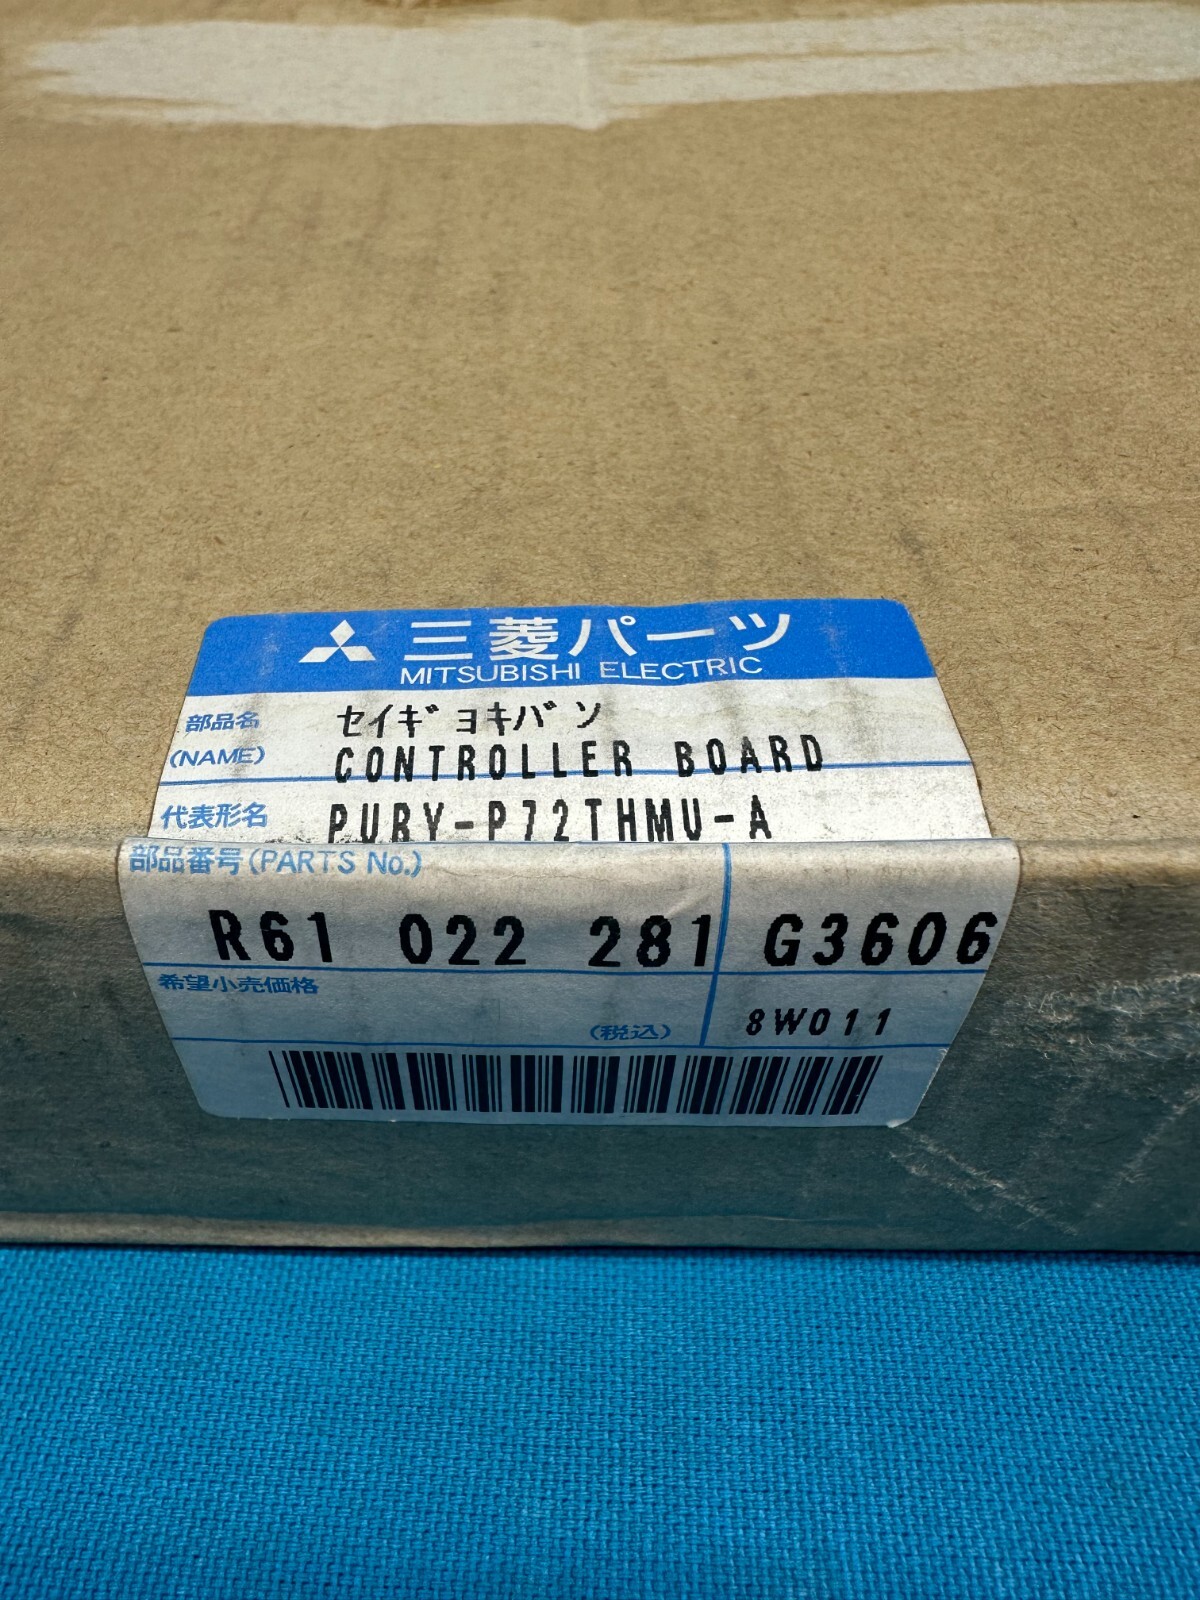 三菱パーツ
MITSUBISHI ELECTRIC
部品名 セイギョキバン
(NAME) CONTROLLER BOARD
代表形名 PURY-P72THMU-A
部品番号(PARTS No.)
R61 022 281 G3606
希望小売価格
(税込) 8W011